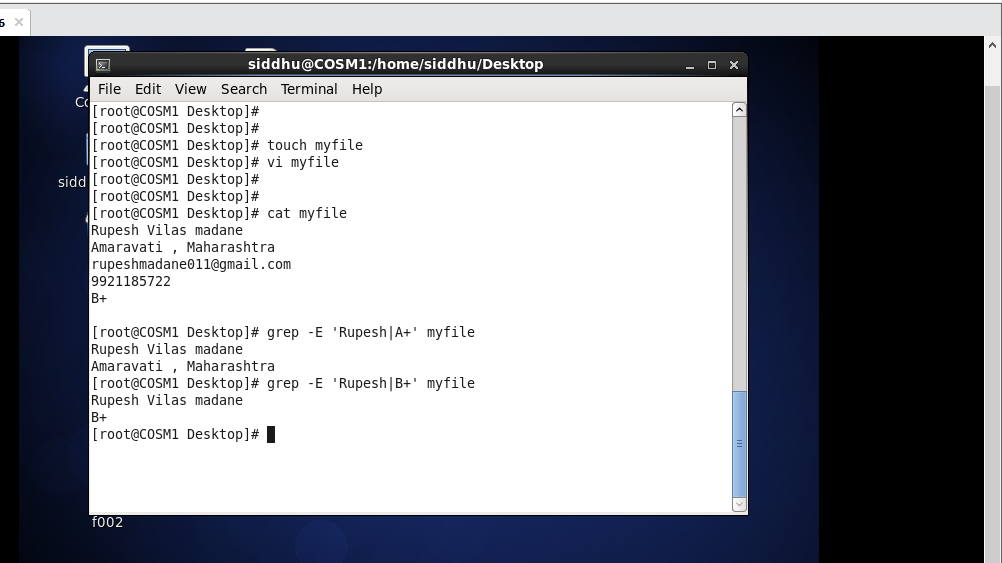 6
siddhu@COSM1:/home/siddhu/Desktop
File Edit View Search Terminal Help
[root@COSM1 Desktop]#
[root@COSM1 Desktop]#
[root@COSM1 Desktop]# touch myfile
[root@COSM1 Desktop]# vi myfile
[root@COSM1 Desktop]#
[root@COSM1 Desktop]#
[root@COSM1 Desktop]# cat myfile
Rupesh Vilas madane
Amaravati , Maharashtra
rupeshmadane011@gmail.com
9921185722
B+
[root@COSM1 Desktop]# grep -E 'Rupesh|A+' myfile
Rupesh Vilas madane
Amaravati , Maharashtra
[root@COSM1 Desktop]# grep -E 'Rupesh|B+' myfile
Rupesh Vilas madane
B+
[root@COSM1 Desktop]#
f002